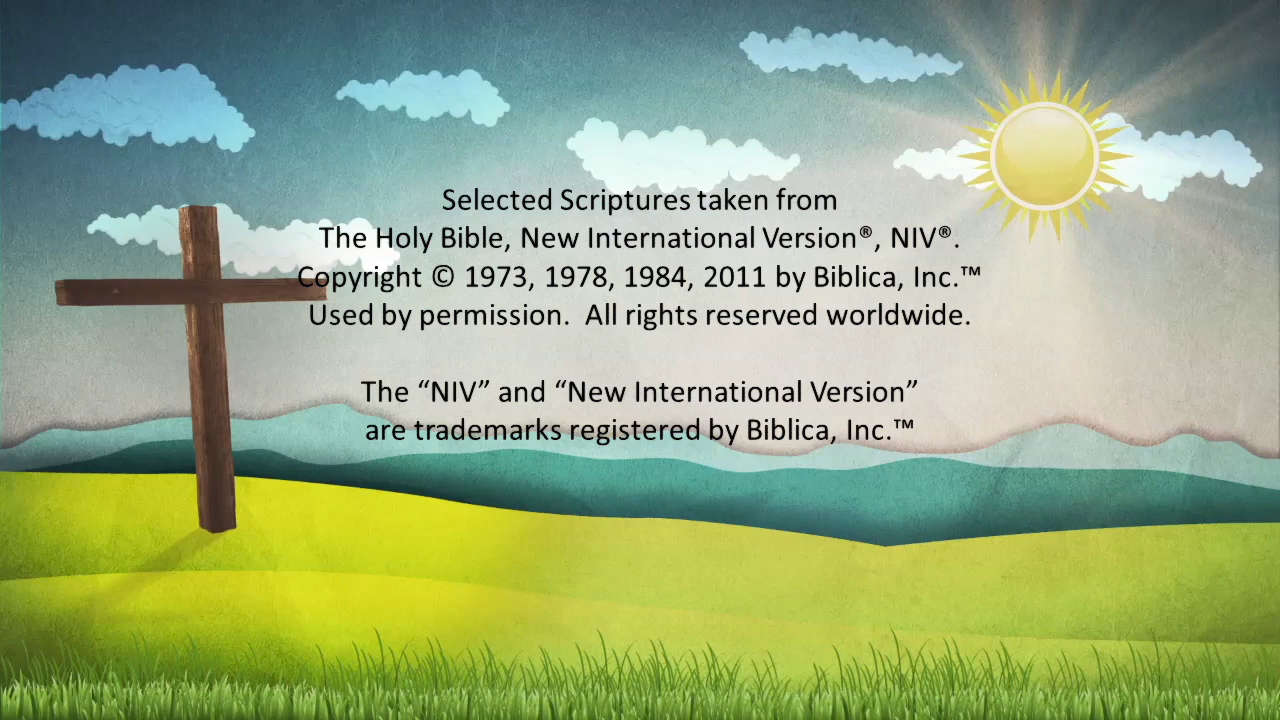 Selected Scriptures taken from
The Holy Bible, New International Version®, NIV®.
Copyright © 1973, 1978, 1984, 2011 by Biblica, Inc.™
Used by permission.  All rights reserved worldwide.
The “NIV” and “New International Version”
are trademarks registered by Biblica, Inc.™